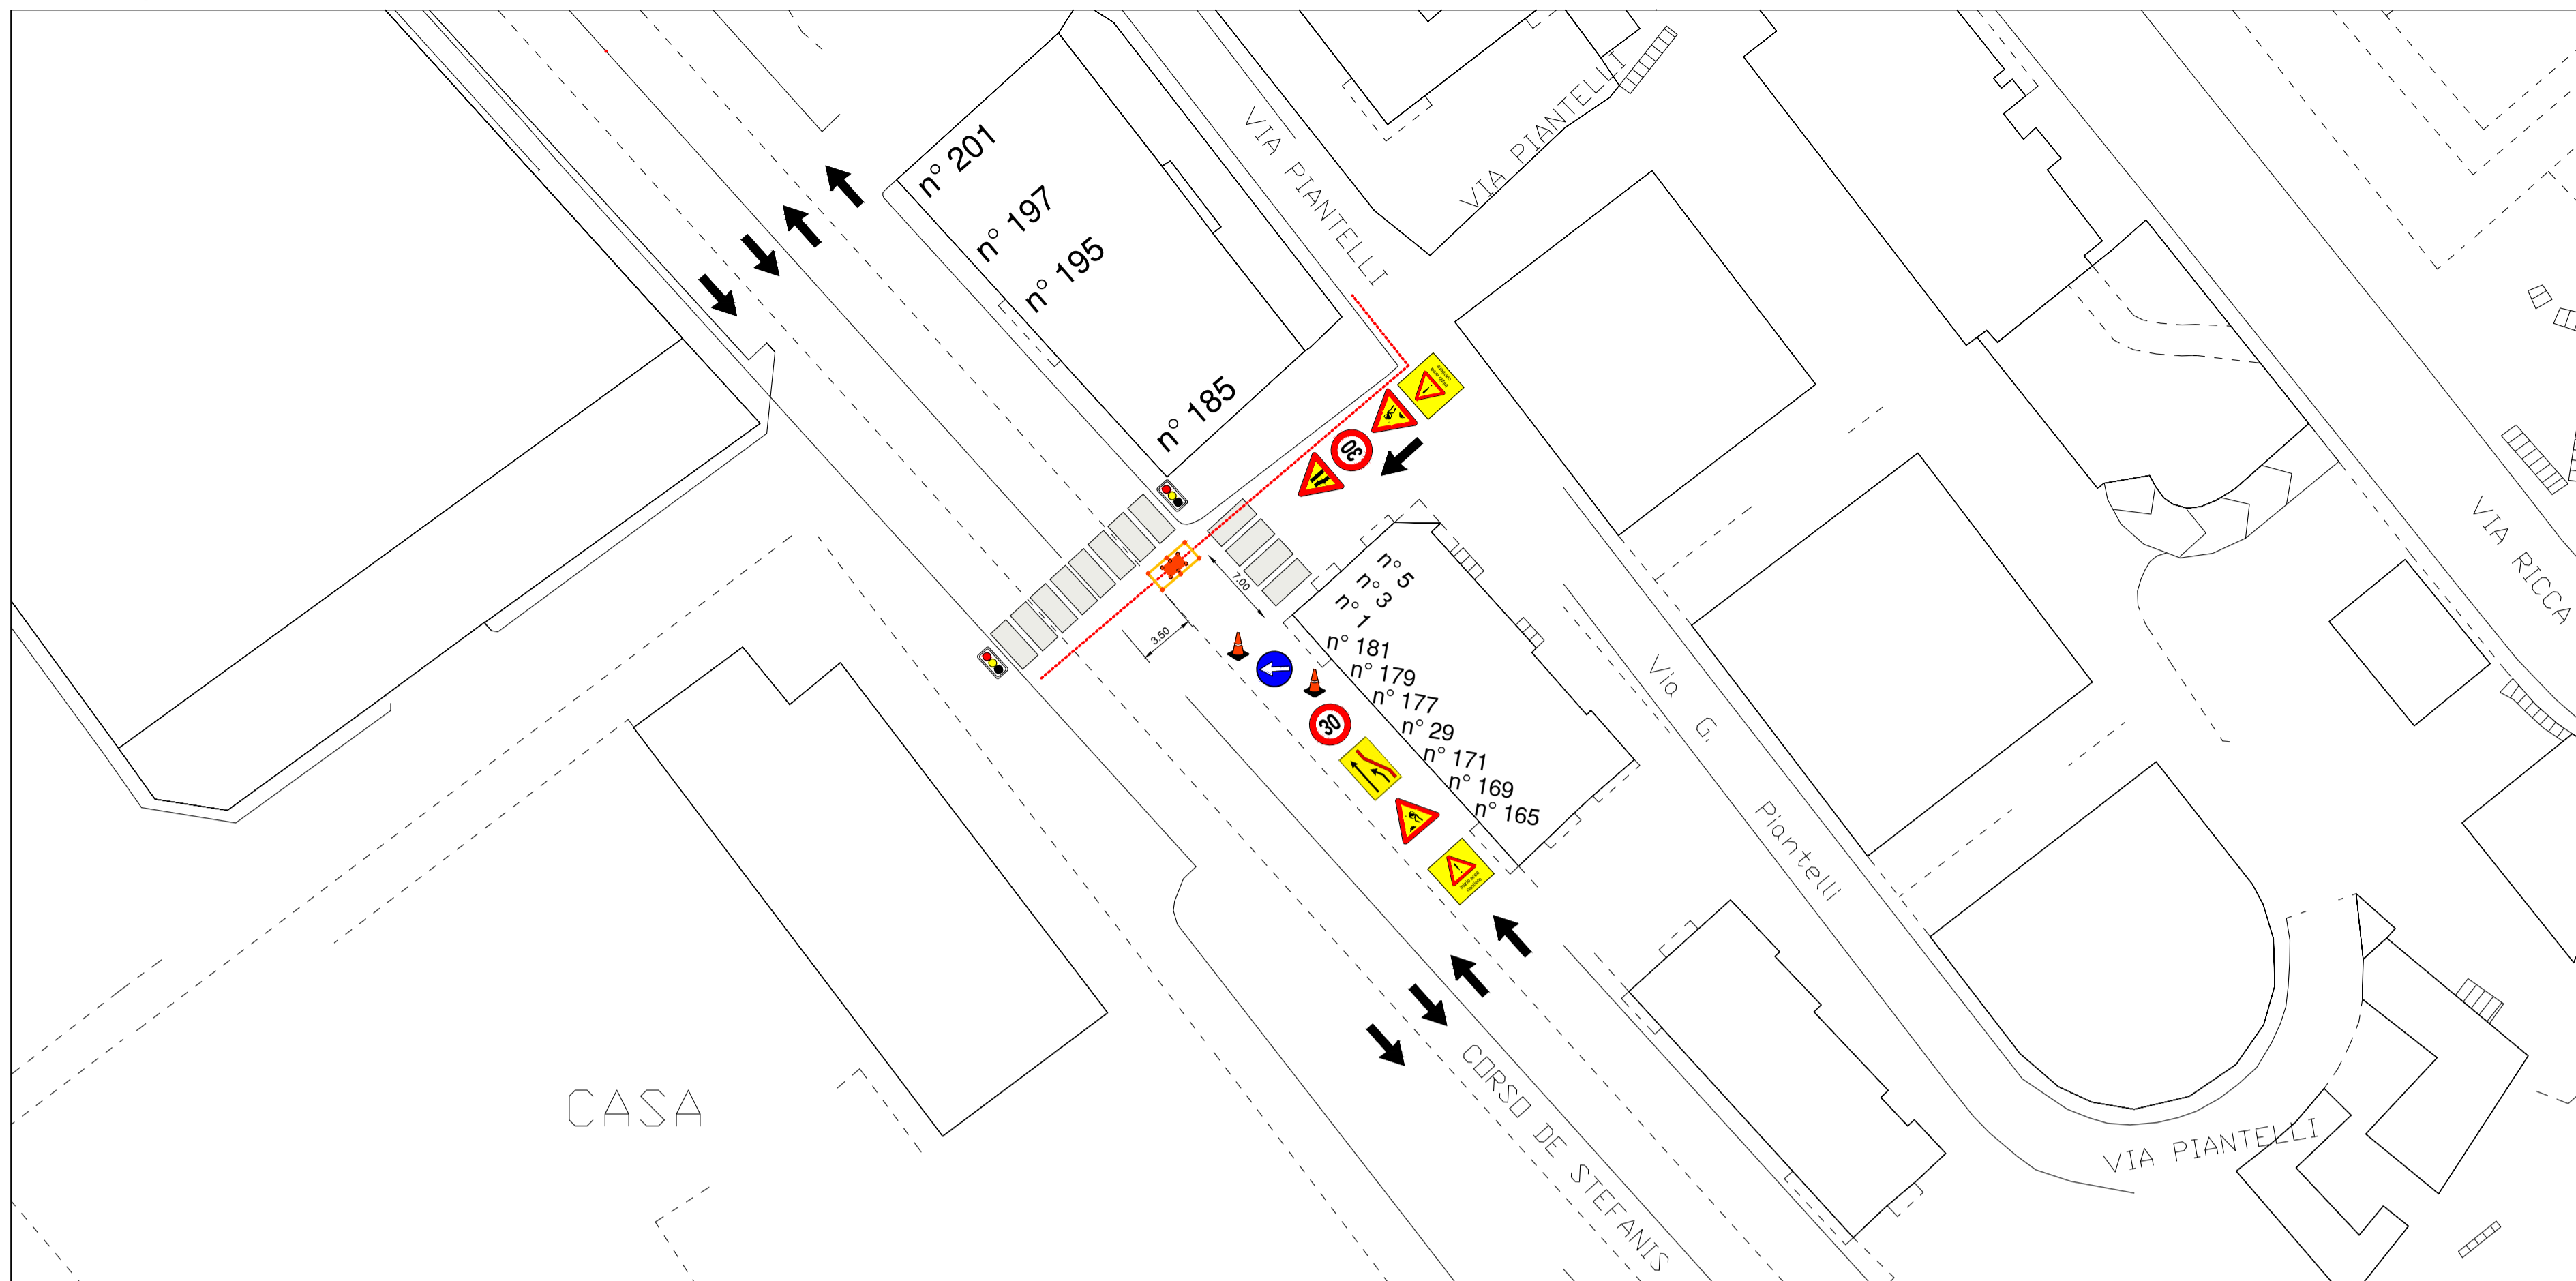 n° 201
n° 197
n° 195
n° 185
VIA PIANTELLI
VIA PIANTELLI
30
7.00
3.50
n° 5
n° 3
n° 1
n° 181
n° 179
n° 177
n° 29
n° 171
n° 169
n° 165
30
Via G. Piantelli
VIA RICCA
CASA
CORSO DE STEFANIS
VIA PIANTELLI